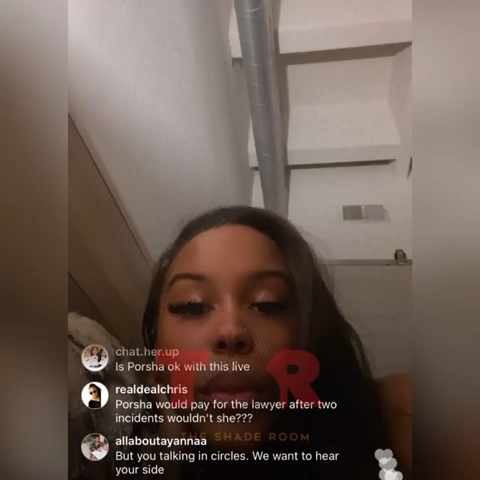 chat.her.up
Is Porsha ok with this live
realdealchris
Porsha would pay for the lawyer after two
incidents wouldn't she???
THE SHADE ROOM
allaboutayannaa
But you talking in circles. We want to hear
your side